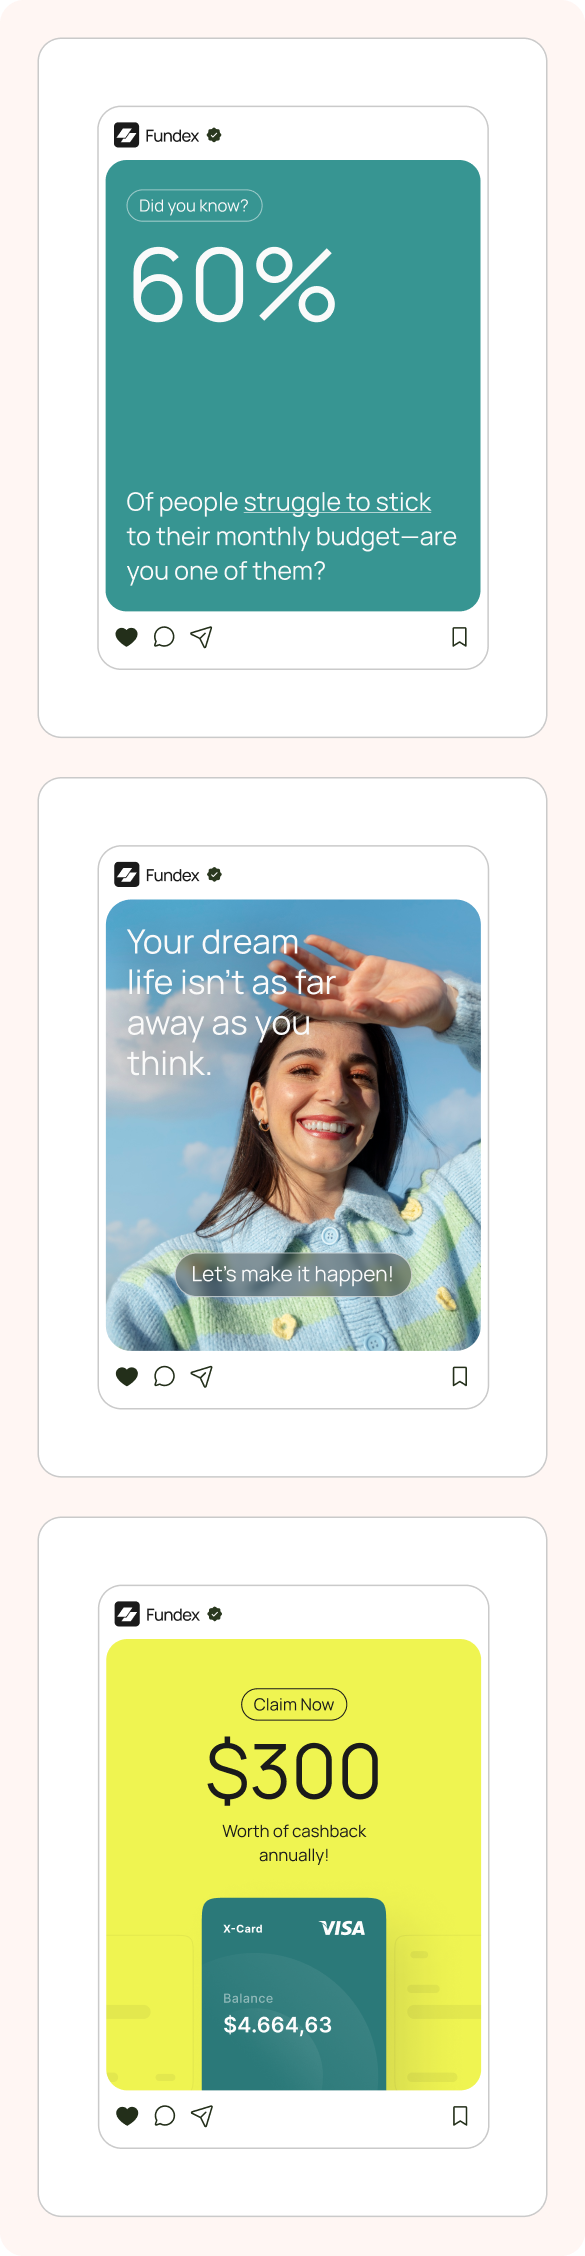 Fundex
Did you know?
60%
Of people struggle to stick
to their monthly budget—are
you one of them?
Fundex
Your dream
life isn't as far
away as you
think.
Let's make it happen!
Fundex
Claim Now
$300
Worth of cashback
annually!
X-Card
VISA
Balance
$4.664,63